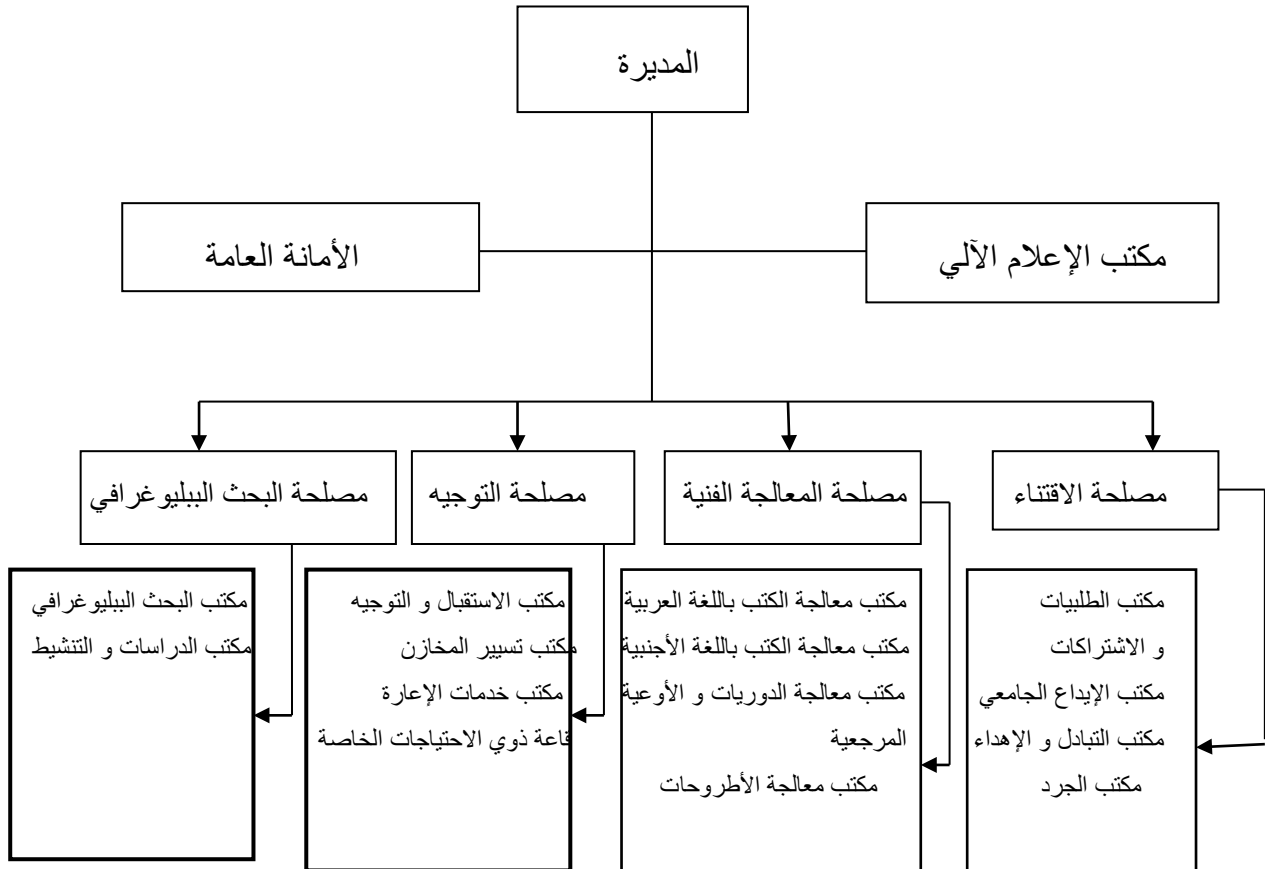 المديرة
مكتب الإعلام الآلي
الأمانة العامة
مصلحة الاقتناء
مصلحة المعالجة الفنية
مصلحة التوجيه
مصلحة البحث الببليوغرافي
مكتب الطلبيات
و الاشتراكات
مكتب الإيداع الجامعي
مكتب التبادل و الإهداء
مكتب الجرد
مكتب معالجة الكتب باللغة العربية
مكتب معالجة الكتب باللغة الأجنبية
مكتب معالجة الدوريات و الأوعية
المرجعية
مكتب معالجة الأطروحات
مكتب الاستقبال و التوجيه
مكتب تسيير المخازن
مكتب خدمات الإعارة
قاعة ذوي الاحتياجات الخاصة
مكتب البحث الببليوغرافي
مكتب الدراسات و التنشيط